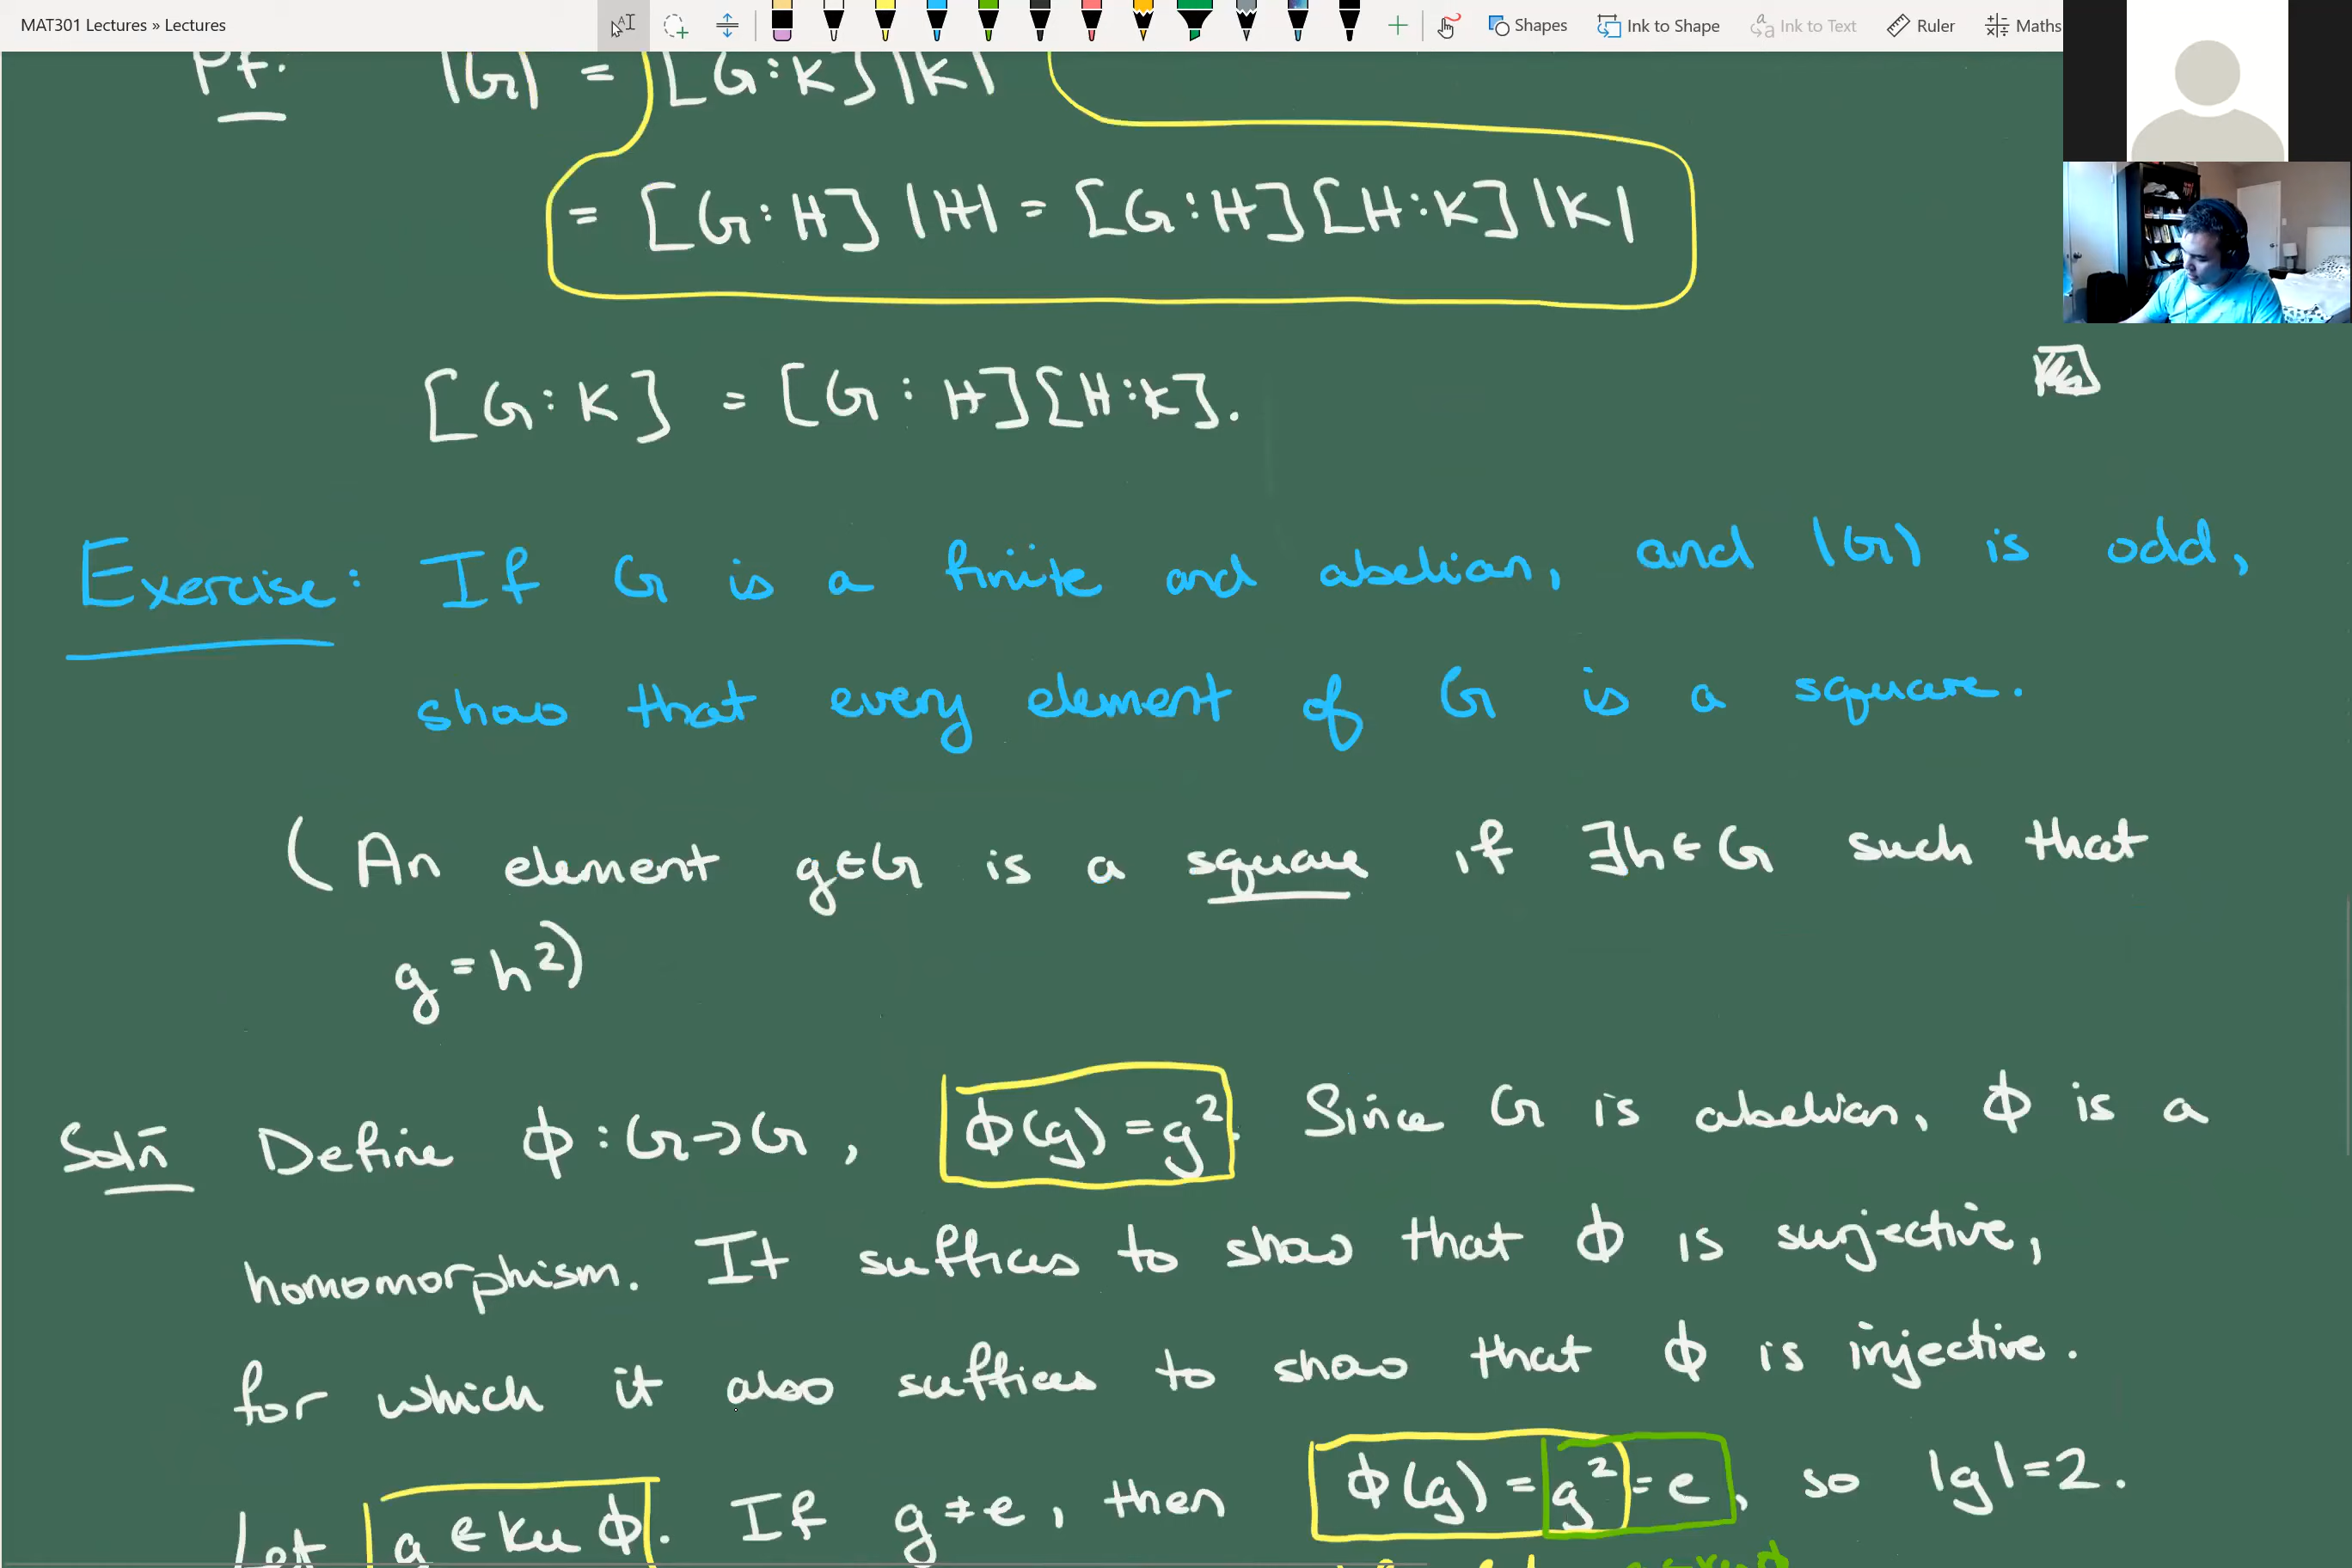 MAT301 Lectures » Lectures
Shapes Ink to Shape Ink to Text Ruler Maths
Pf. |G| = [G:K]|K|
= [G:H] |H| = [G:H][H:K]|K|
[G:K] = [G:H][H:K].
Exercise: If G is a finite and abelian, and |G| is odd,
show that every element of G is a square.
(An element g∈G is a square if ∃h∈G such that
g=h²)
Soln Define ϕ:G→G, ϕ(g)=g². Since G is abelian, ϕ is a
homomorphism. It suffices to show that ϕ is surjective,
for which it also suffices to show that ϕ is injective.
Let g ∈ ker ϕ. If g≠e, then ϕ(g)=g²=e, so |g|=2.